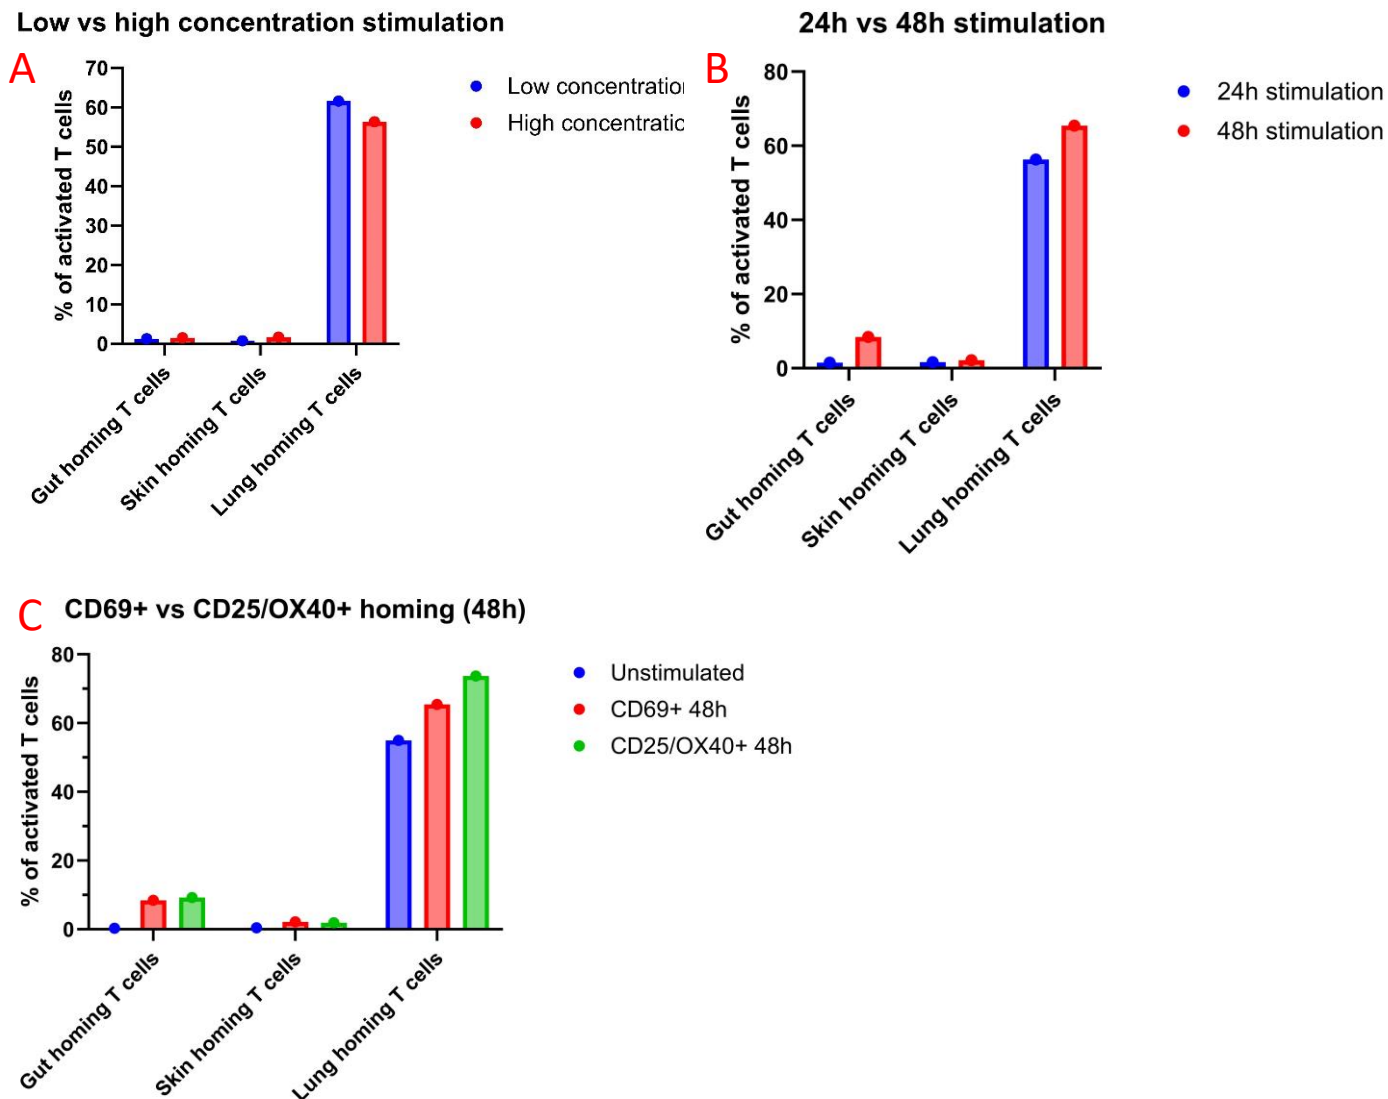 Low vs high concentration stimulation
A
% of activated T cells
70
60
50
40
30
20
10
0
Gut homing T cells
Skin homing T cells
Lung homing T cells
Low concentration
High concentratic
24h vs 48h stimulation
B
% of activated T cells
80
60
40
20
0
Gut homing T cells
Skin homing T cells
Lung homing T cells
24h stimulation
48h stimulation
C
CD69+ vs CD25/OX40+ homing (48h)
% of activated T cells
80
60
40
20
0
Gut homing T cells
Skin homing T cells
Lung homing T cells
Unstimulated
CD69+ 48h
CD25/OX40+ 48h